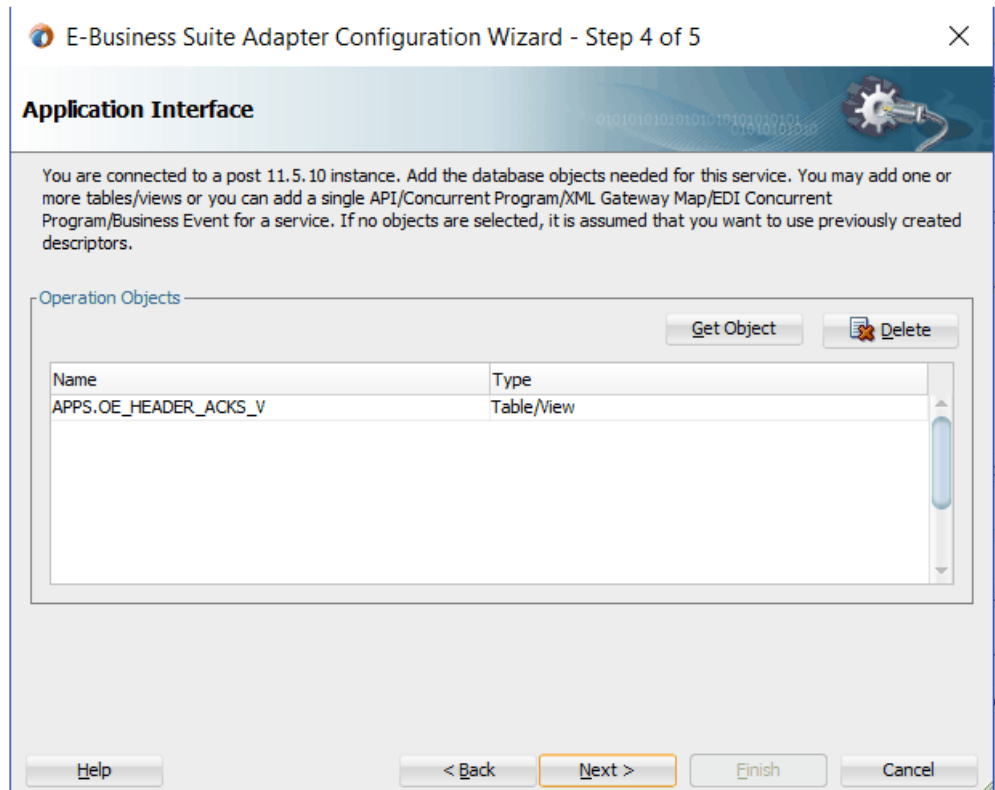 E-Business Suite Adapter Configuration Wizard - Step 4 of 5
Application Interface
You are connected to a post 11.5.10 instance. Add the database objects needed for this service. You may add one or
more tables/views or you can add a single API/Concurrent Program/XML Gateway Map/EDI Concurrent
Program/Business Event for a service. If no objects are selected, it is assumed that you want to use previously created
descriptors.
Operation Objects
Get Object Delete
Name Type
APPS.OE_HEADER_ACKS_V Table/View
Help < Back Next > Finish Cancel